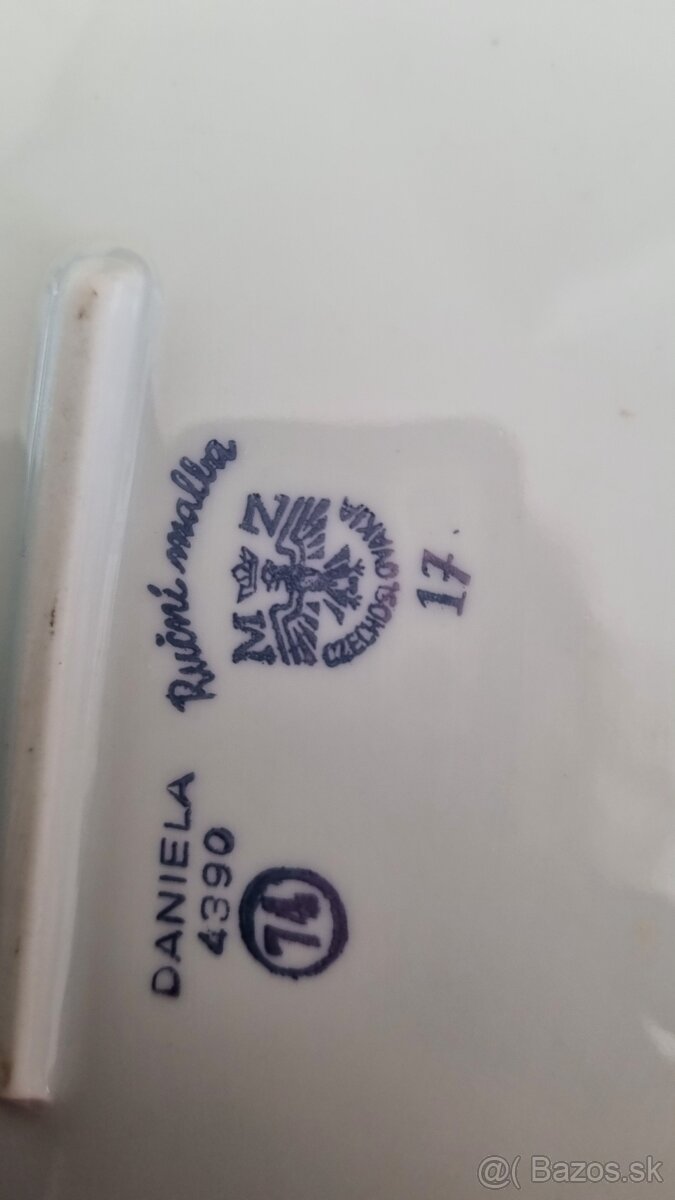 Ruční malba
M Z
CZECHOSLOVAKIA
17
DANIELA
4390
74
@( Bazos.sk